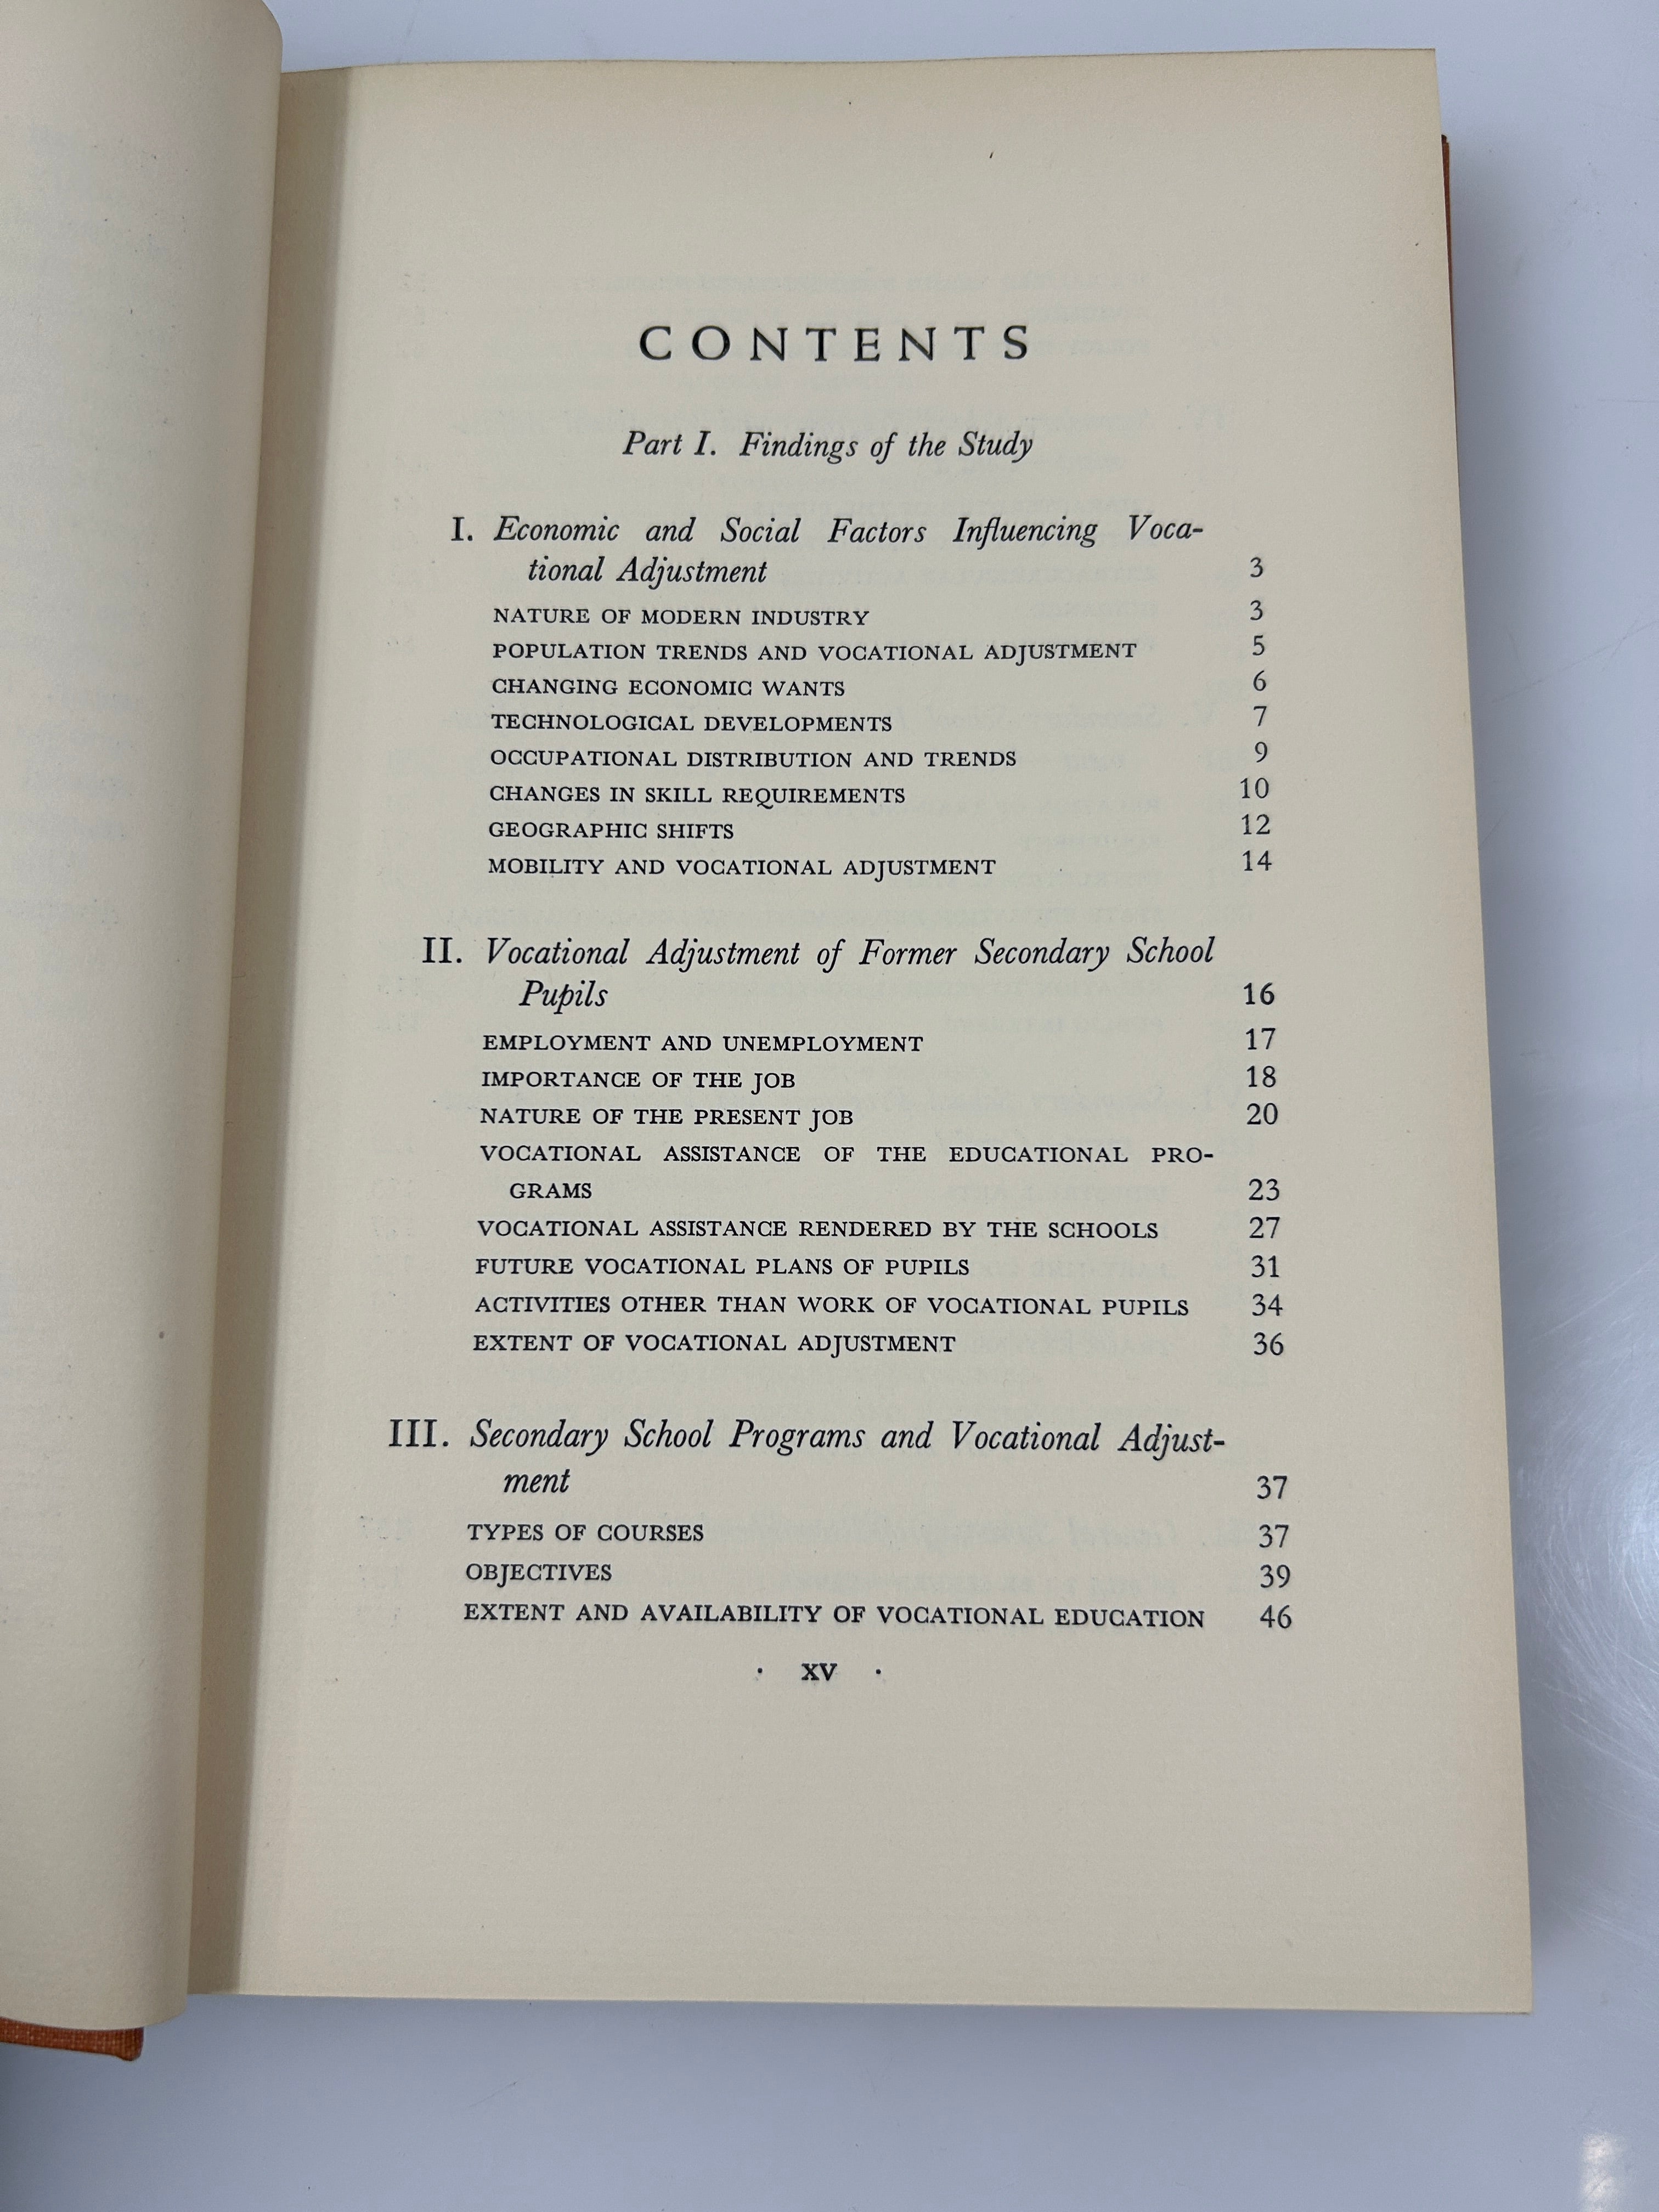 CONTENTS
Part I. Findings of the Study
I. Economic and Social Factors Influencing Voca-
tional Adjustment 3
NATURE OF MODERN INDUSTRY 3
POPULATION TRENDS AND VOCATIONAL ADJUSTMENT 5
CHANGING ECONOMIC WANTS 6
TECHNOLOGICAL DEVELOPMENTS 7
OCCUPATIONAL DISTRIBUTION AND TRENDS 9
CHANGES IN SKILL REQUIREMENTS 10
GEOGRAPHIC SHIFTS 12
MOBILITY AND VOCATIONAL ADJUSTMENT 14
II. Vocational Adjustment of Former Secondary School
Pupils 16
EMPLOYMENT AND UNEMPLOYMENT 17
IMPORTANCE OF THE JOB 18
NATURE OF THE PRESENT JOB 20
VOCATIONAL ASSISTANCE OF THE EDUCATIONAL PRO-
GRAMS 23
VOCATIONAL ASSISTANCE RENDERED BY THE SCHOOLS 27
FUTURE VOCATIONAL PLANS OF PUPILS 31
ACTIVITIES OTHER THAN WORK OF VOCATIONAL PUPILS 34
EXTENT OF VOCATIONAL ADJUSTMENT 36
III. Secondary School Programs and Vocational Adjust-
ment 37
TYPES OF COURSES 37
OBJECTIVES 39
EXTENT AND AVAILABILITY OF VOCATIONAL EDUCATION 46
· xv ·